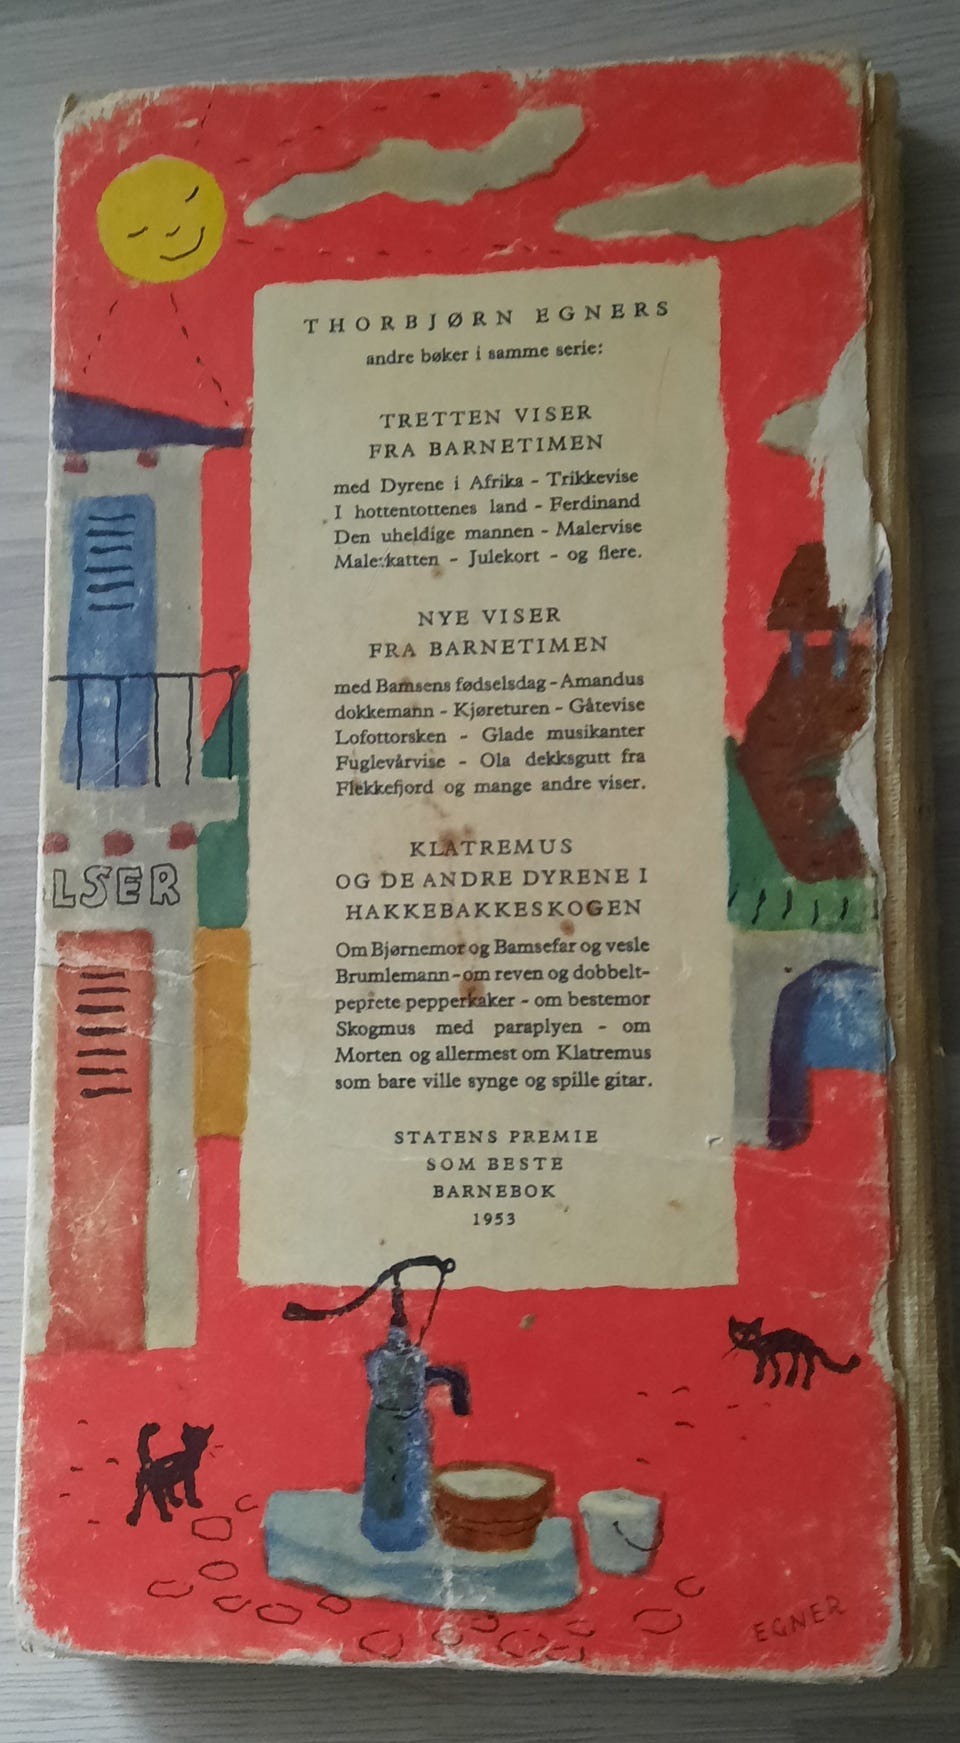 THORBJØRN EGNERS
andre bøker i samme serie:
TRETTEN VISER
FRA BARNETIMEN
med Dyrene i Afrika - Trikkevise
I hottentottenes land - Ferdinand
Den uheldige mannen - Malervise
Malerkatten - Julekort - og flere.
NYE VISER
FRA BARNETIMEN
med Bamsens fødselsdag - Amandus
dokkemann - Kjøreturen - Gåtevise
Lofottorsken - Glade musikanter
Fuglevårvise - Ola dekksgutt fra
Flekkefjord og mange andre viser.
KLATREMUS
OG DE ANDRE DYRENE I
HAKKEBAKKESKOGEN
Om Bjørnemor og Bamsefar og vesle
Brumlemann - om reven og dobbelt-
peprete pepperkaker - om bestemor
Skogmus med paraplyen - om
Morten og allermest om Klatremus
som bare ville synge og spille gitar.
STATENS PREMIE
SOM BESTE
BARNEBOK
1953
LSER
EGNER